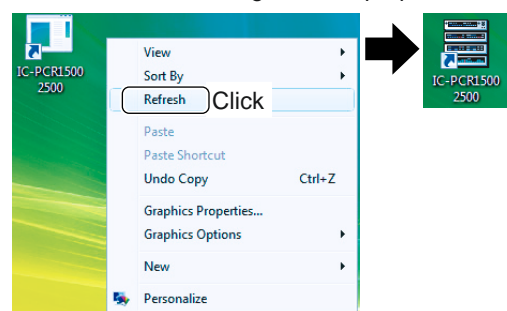 IC-PCR1500
2500
View
Sort By
Refresh
Click
Paste
Paste Shortcut
Undo Copy Ctrl+Z
Graphics Properties...
Graphics Options
New
Personalize
IC-PCR1500
2500